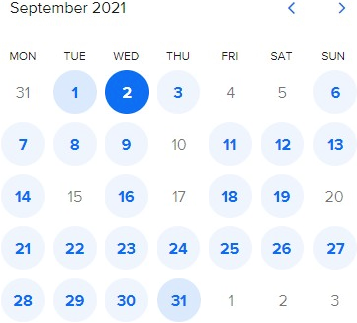 September 2021
MON TUE WED THU FRI SAT SUN
31 1 2 3 4 5 6
7 8 9 10 11 12 13
14 15 16 17 18 19 20
21 22 23 24 25 26 27
28 29 30 31 1 2 3